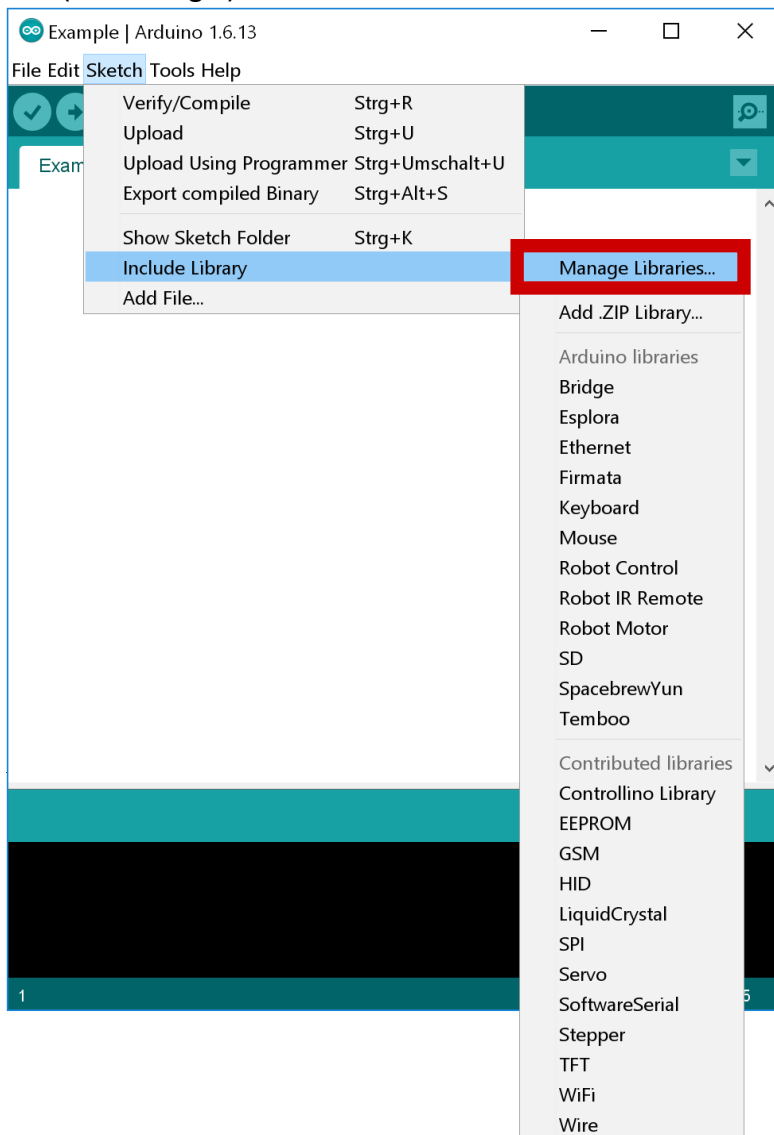 Example | Arduino 1.6.13
File Edit Sketch Tools Help
Verify/Compile Strg+R
Upload Strg+U
Exam
Upload Using Programmer Strg+Umschalt+U
Export compiled Binary Strg+Alt+S
Show Sketch Folder Strg+K
Include Library
Manage Libraries...
Add File...
Add .ZIP Library...
Arduino libraries
Bridge
Esplora
Ethernet
Firmata
Keyboard
Mouse
Robot Control
Robot IR Remote
Robot Motor
SD
SpacebrewYun
Temboo
Contributed libraries
Controllino Library
EEPROM
GSM
HID
LiquidCrystal
SPI
Servo
1
SoftwareSerial
Stepper
TFT
WiFi
Wire